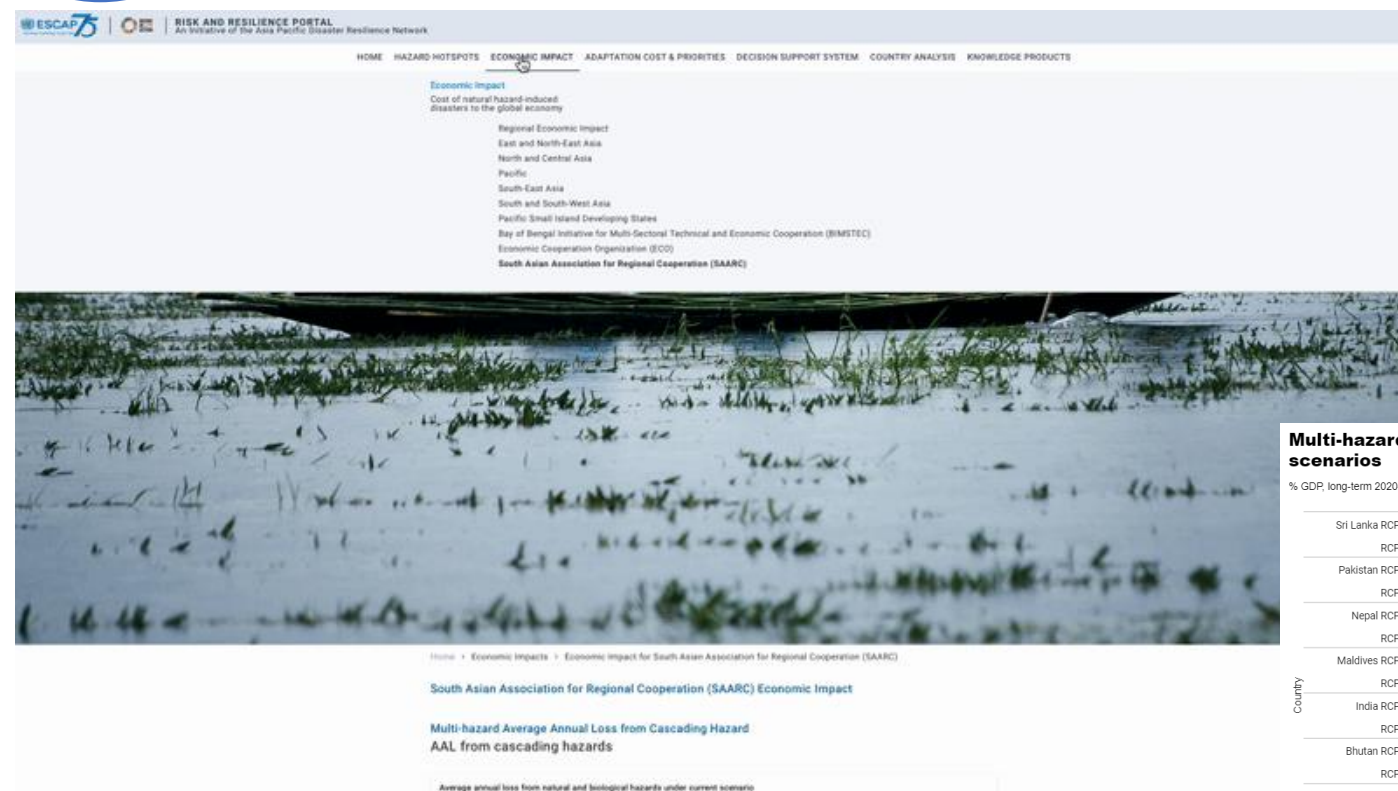 ESCAP 75
RISK AND RESILIENCE PORTAL
An Initiative of the Asia Pacific Disaster Resilience Network
HOME HAZARD HOTSPOTS ECONOMIC IMPACT ADAPTATION COST & PRIORITIES DECISION SUPPORT SYSTEM COUNTRY ANALYSIS KNOWLEDGE PRODUCTS
Economic Impact
Cost of natural hazard-induced
disasters to the global economy
Regional Economic Impact
East and North-East Asia
North and Central Asia
Pacific
South-East Asia
South and South-West Asia
Pacific Small Island Developing States
Bay of Bengal Initiative for Multi-Sectoral Technical and Economic Cooperation (BIMSTEC)
Economic Cooperation Organization (ECO)
South Asian Association for Regional Cooperation (SAARC)
Home > Economic Impacts > Economic Impact for South Asian Association for Regional Cooperation (SAARC)
South Asian Association for Regional Cooperation (SAARC) Economic Impact
Multi-hazard Average Annual Loss from Cascading Hazard
AAL from cascading hazards
Average annual loss from natural and biological hazards under current scenario
Multi-hazar
scenarios
% GDP, long-term 2020
Country
Sri Lanka RCP
RCP
Pakistan RCP
RCP
Nepal RCP
RCP
Maldives RCP
RCP
India RCP
RCP
Bhutan RCP
RCP